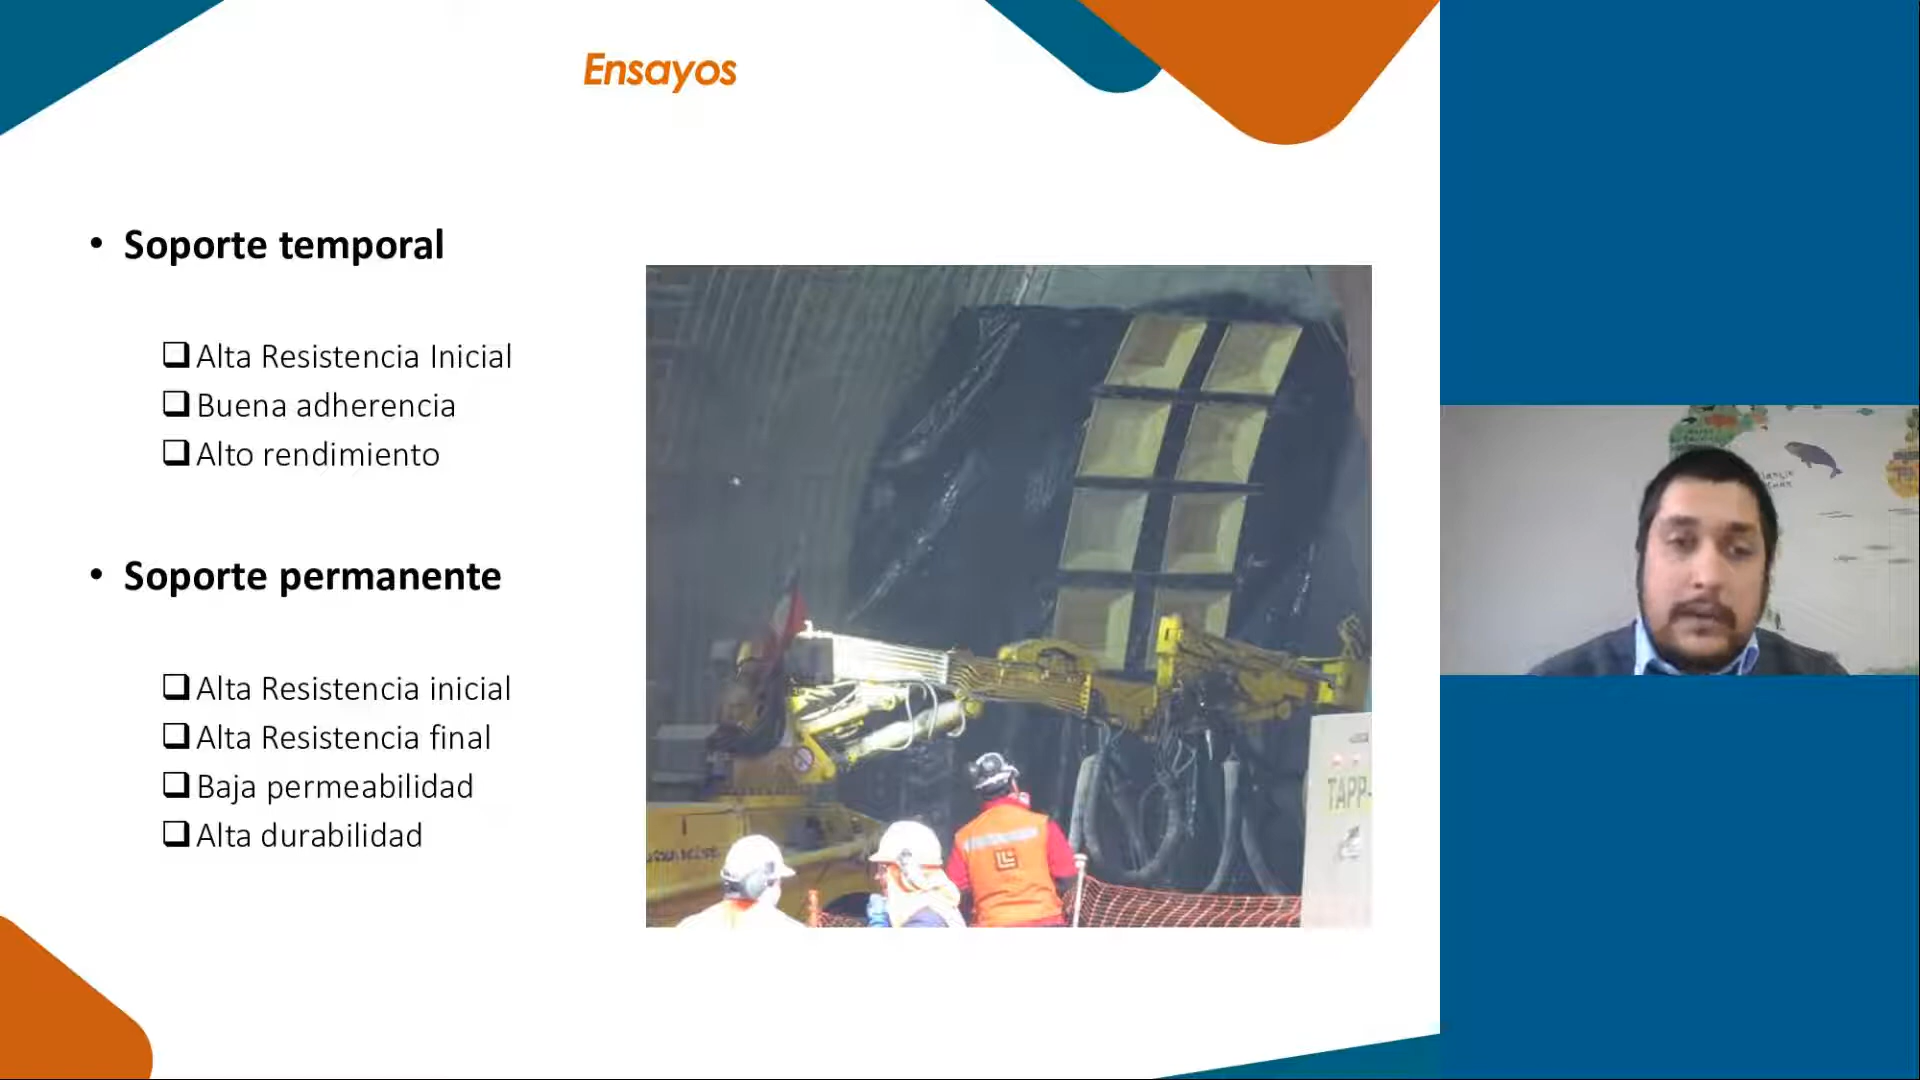 Ensayos
• Soporte temporal
❑ Alta Resistencia Inicial
❑ Buena adherencia
❑ Alto rendimiento
• Soporte permanente
❑ Alta Resistencia inicial
❑ Alta Resistencia final
❑ Baja permeabilidad
❑ Alta durabilidad
TAPP-